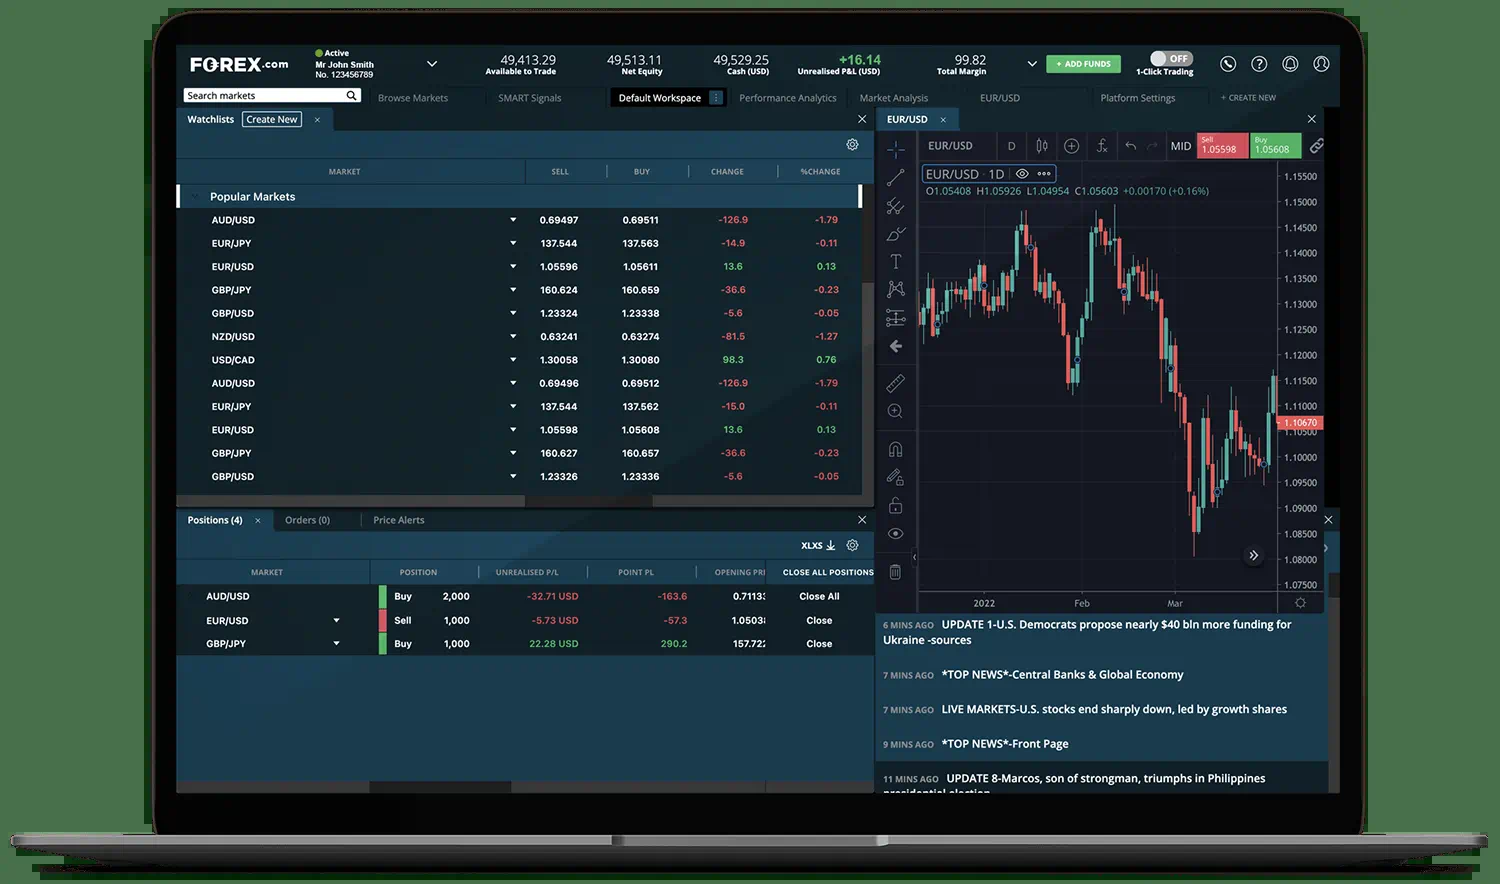 FOREX.com
Active
Mr John Smith
No. 123456789
49,413.29
Available to Trade
49,513.11
Net Equity
49,529.25
Cash (USD)
+16.14
Unrealised P&L (USD)
99.82
Total Margin
+ ADD FUNDS
OFF
1-Click Trading
Search markets
Browse Markets
SMART Signals
Default Workspace
Performance Analytics
Market Analysis
EUR/USD
Platform Settings
+ CREATE NEW
Watchlists Create New ×
MARKET SELL BUY CHANGE %CHANGE
Popular Markets
AUD/USD 0.69497 0.69511 -126.9 -1.79
EUR/JPY 137.544 137.563 -14.9 -0.11
EUR/USD 1.05596 1.05611 13.6 0.13
GBP/JPY 160.624 160.659 -36.6 -0.23
GBP/USD 1.23324 1.23338 -5.6 -0.05
NZD/USD 0.63241 0.63274 -81.5 -1.27
USD/CAD 1.30058 1.30080 98.3 0.76
AUD/USD 0.69496 0.69512 -126.9 -1.79
EUR/JPY 137.544 137.562 -15.0 -0.11
EUR/USD 1.05598 1.05608 13.6 0.13
GBP/JPY 160.627 160.657 -36.6 -0.23
GBP/USD 1.23326 1.23336 -5.6 -0.05
Positions (4) × Orders (0) Price Alerts
XLXS
MARKET POSITION UNREALISED P/L POINT PL OPENING PRI CLOSE ALL POSITIONS
AUD/USD Buy 2,000 -32.71 USD -163.6 0.71133 Close All
EUR/USD Sell 1,000 -5.73 USD -57.3 1.05038 Close
GBP/JPY Buy 1,000 22.28 USD 290.2 157.722 Close
EUR/USD ×
EUR/USD D MID
Sell
1.05598
Buy
1.05608
EUR/USD · 1D
O1.05408 H1.05926 L1.04954 C1.05603 +0.00170 (+0.16%)
1.15500
1.15000
1.14500
1.14000
1.13500
1.13000
1.12500
1.12000
1.11500
1.11000
1.10670
1.10500
1.10000
1.09500
1.09000
1.08500
1.08000
1.07500
2022 Feb Mar
6 MINS AGO UPDATE 1-U.S. Democrats propose nearly $40 bln more funding for
Ukraine -sources
7 MINS AGO *TOP NEWS*-Central Banks & Global Economy
7 MINS AGO LIVE MARKETS-U.S. stocks end sharply down, led by growth shares
9 MINS AGO *TOP NEWS*-Front Page
11 MINS AGO UPDATE 8-Marcos, son of strongman, triumphs in Philippines
presidential election